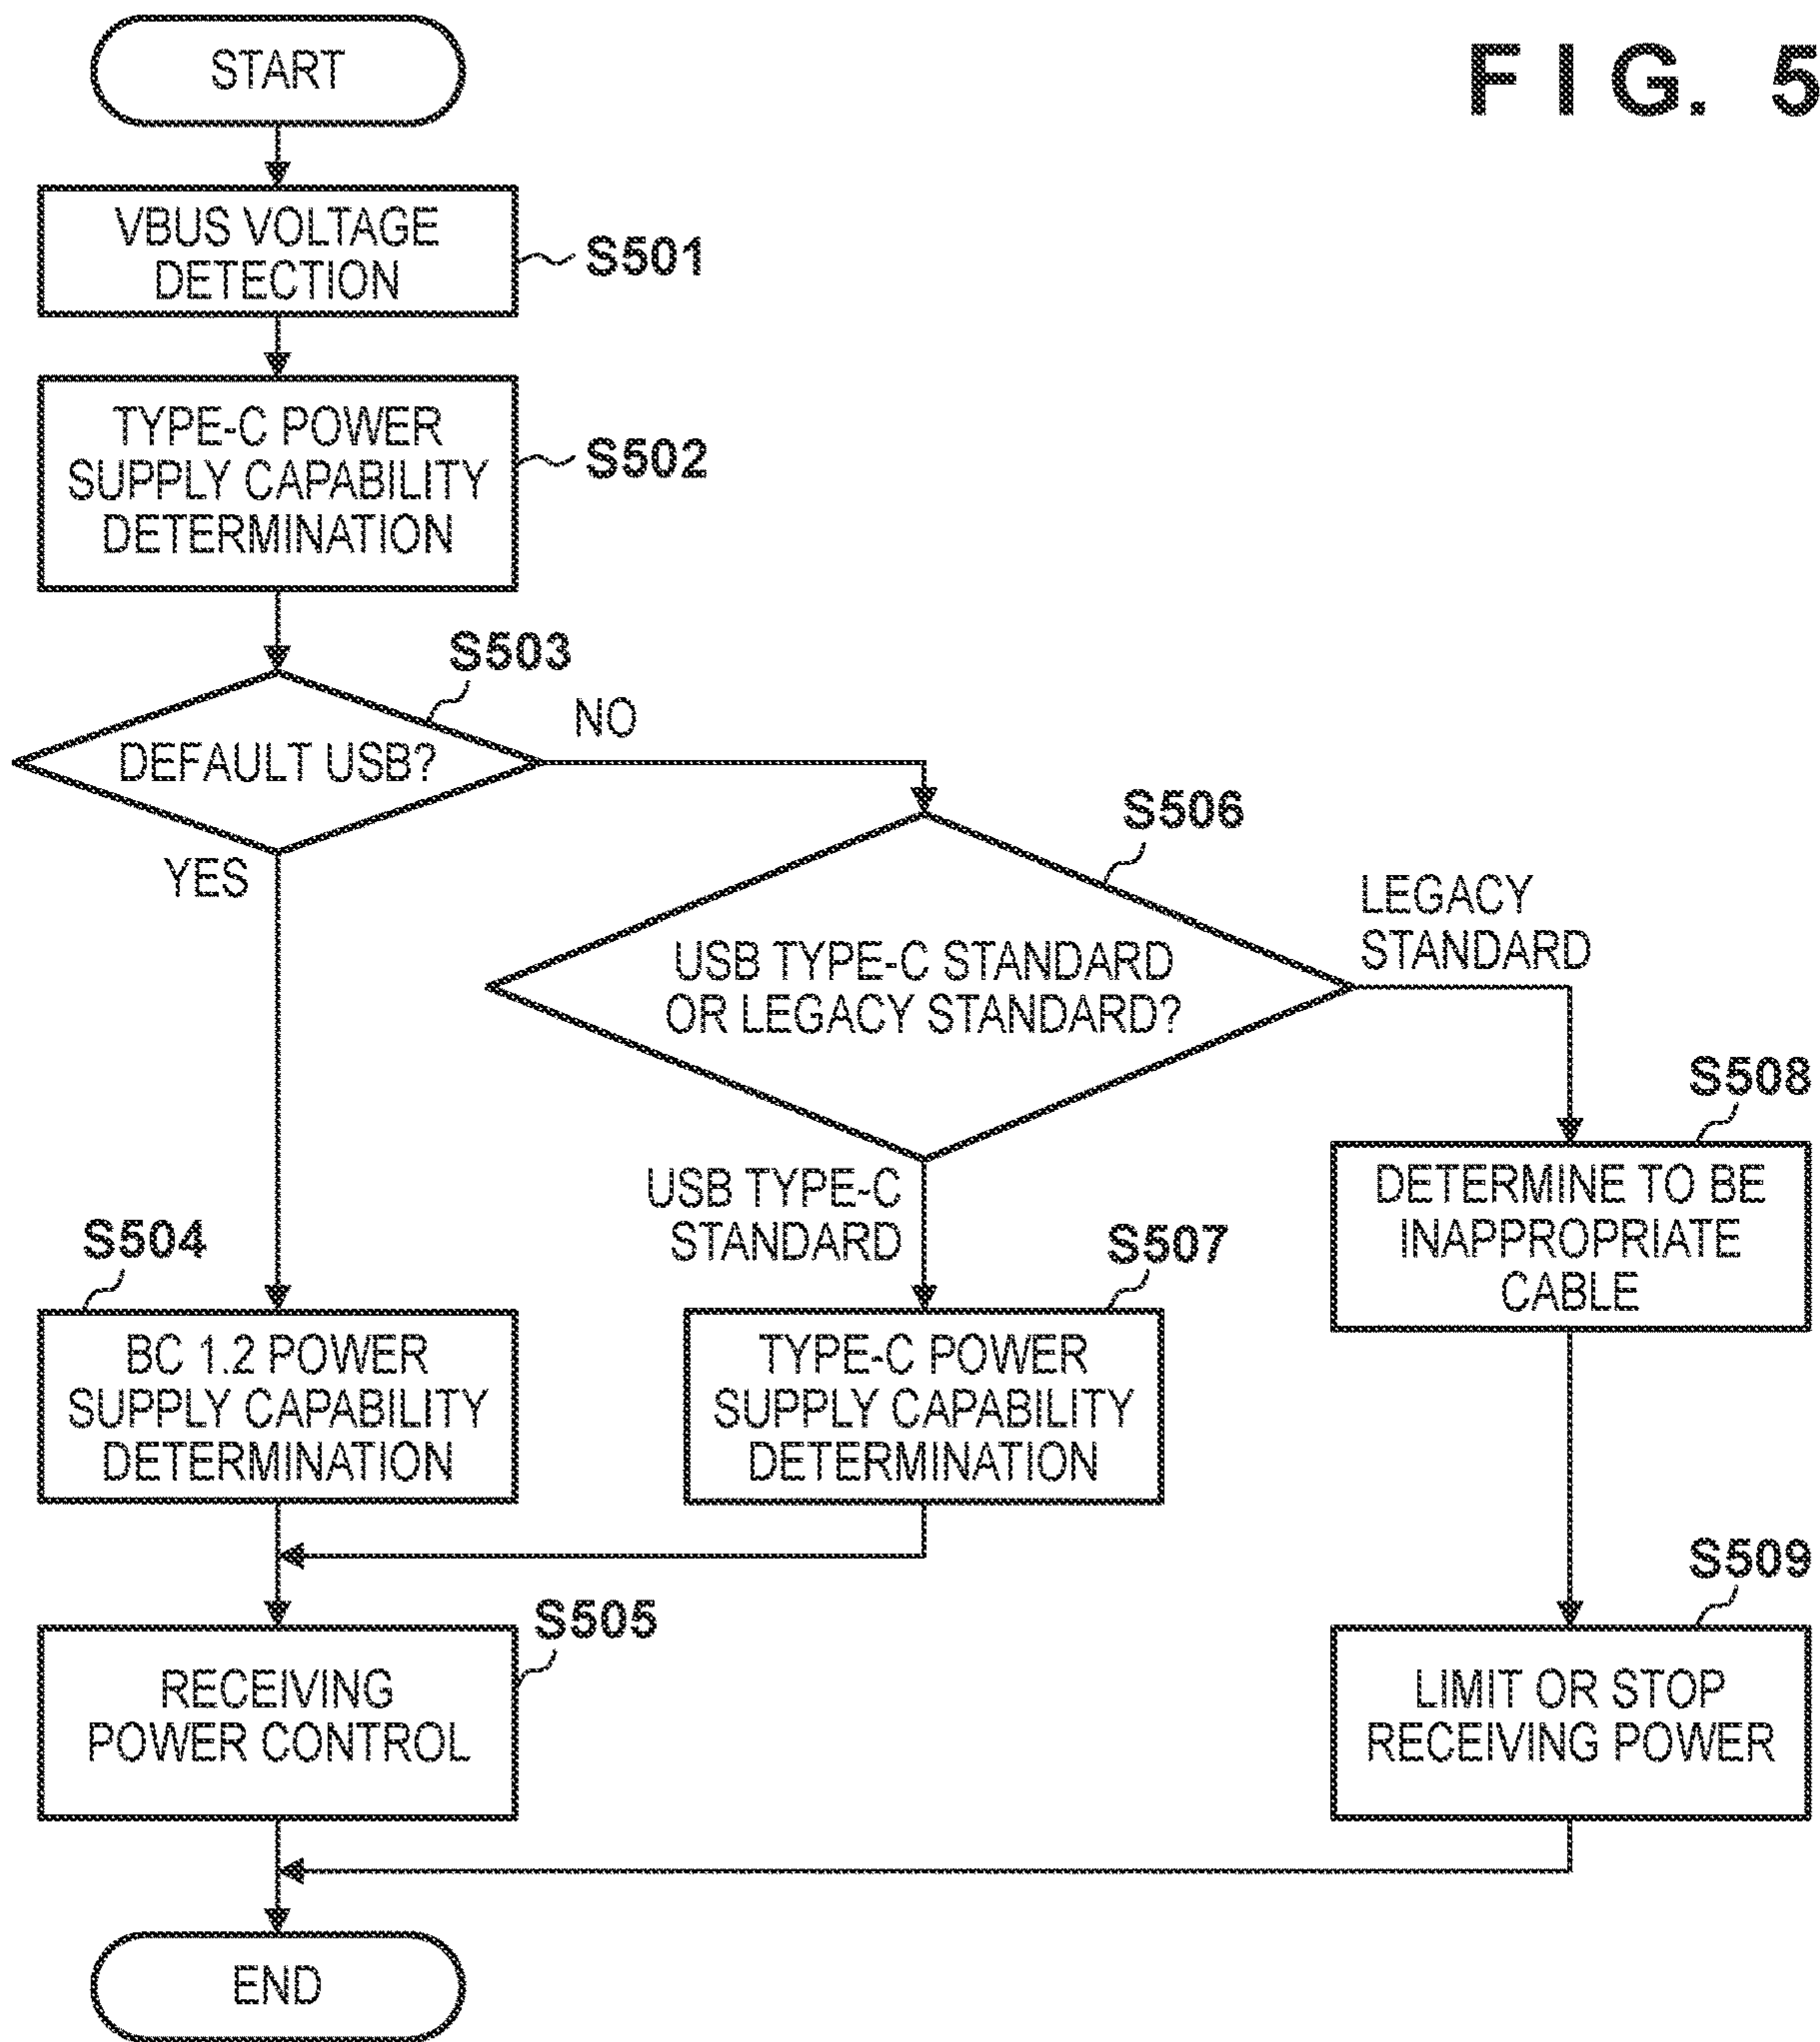 FIG. 5
START
VBUS VOLTAGE
DETECTION
S501
TYPE-C POWER
SUPPLY CAPABILITY
DETERMINATION
S502
S503
DEFAULT USB?
NO
YES
S506
USB TYPE-C STANDARD
OR LEGACY STANDARD?
LEGACY
STANDARD
USB TYPE-C
STANDARD
S508
DETERMINE TO BE
INAPPROPRIATE
CABLE
S504
BC 1.2 POWER
SUPPLY CAPABILITY
DETERMINATION
S507
TYPE-C POWER
SUPPLY CAPABILITY
DETERMINATION
S505
RECEIVING
POWER CONTROL
S509
LIMIT OR STOP
RECEIVING POWER
END